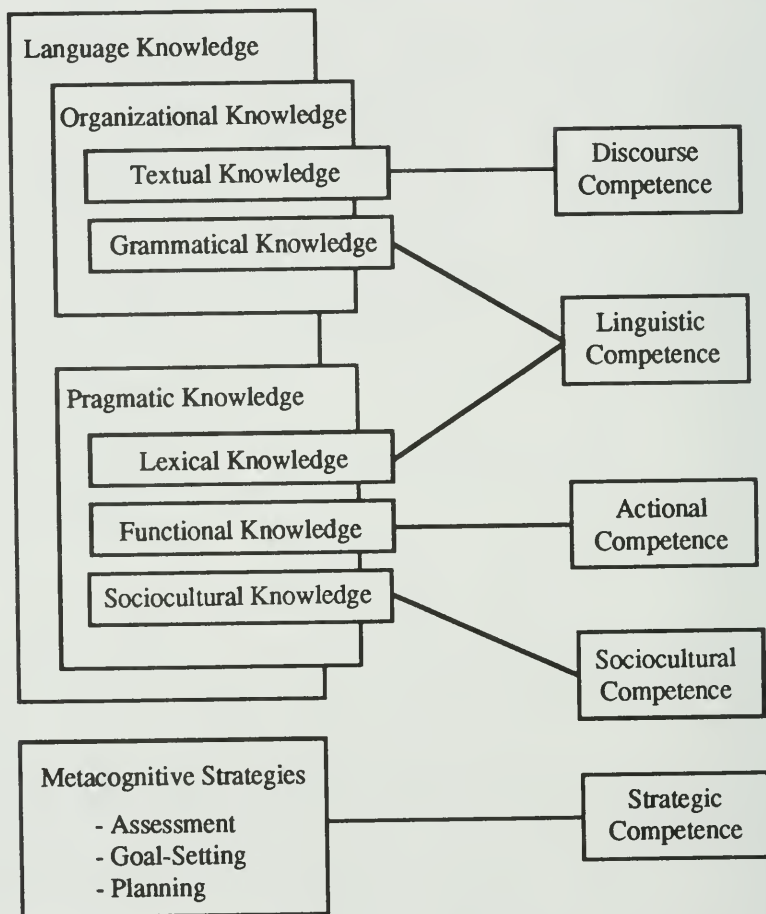 Language Knowledge
Organizational Knowledge
Textual Knowledge
Grammatical Knowledge
Pragmatic Knowledge
Lexical Knowledge
Functional Knowledge
Sociocultural Knowledge
Metacognitive Strategies
- Assessment
- Goal-Setting
- Planning
Discourse
Competence
Linguistic
Competence
Actional
Competence
Sociocultural
Competence
Strategic
Competence